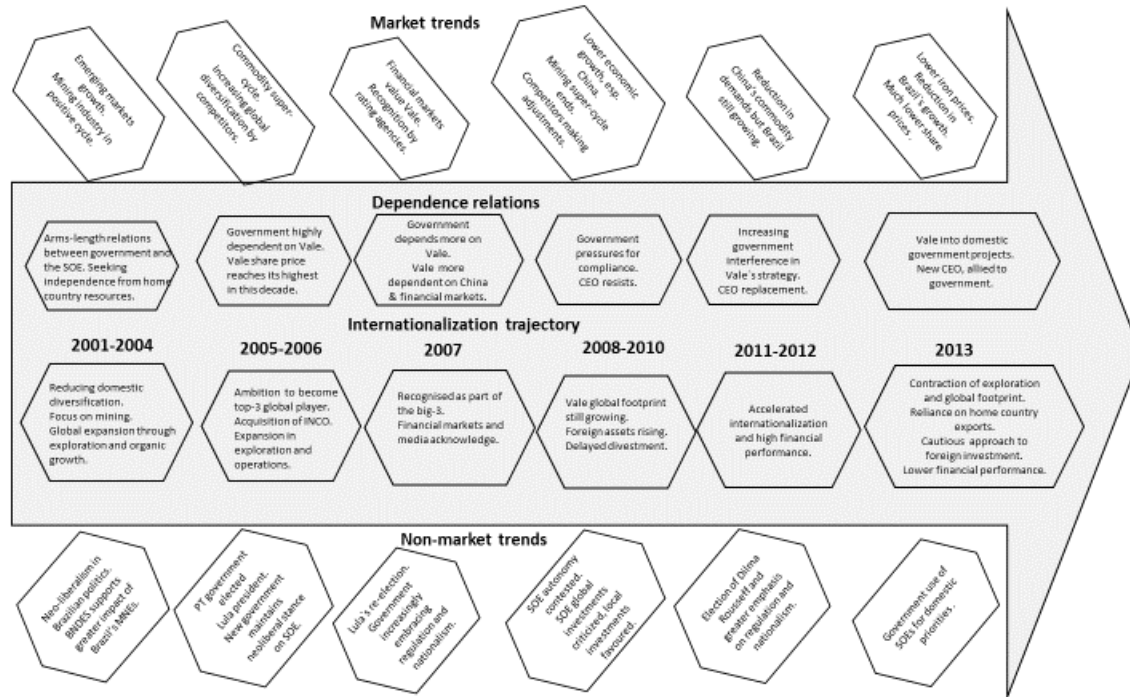 Market trends
Emerging markets
growth.
Mining industry in
positive cycle.
Commodity super-
cycle.
Increasing global
diversification by
competitors.
Financial markets
value Vale.
Recognition by
rating agencies.
Lower economic
growth, esp.
China.
Mining super-cycle
ends.
Competitors making
adjustments.
Reduction in
China's commodity
demands but Brazil
still growing.
Lower Iron prices.
Reduction in
Brazil's growth.
Much lower share
prices.
Dependence relations
Arms-length relations
between government and
the SOE. Seeking
independence from home
country resources.
Government highly
dependent on Vale.
Vale share price
reaches its highest
in this decade.
Government
depends more on
Vale.
Vale more
dependent on China
& financial markets.
Government
pressures for
compliance.
CEO resists.
Increasing
government
interference in
Vale´s strategy.
CEO replacement.
Vale into domestic
government projects.
New CEO, allied to
government.
Internationalization trajectory
2001-2004
2005-2006
2007
2008-2010
2011-2012
2013
Reducing domestic
diversification.
Focus on mining.
Global expansion through
exploration and organic
growth.
Ambition to become
top-3 global player.
Acquisition of INCO.
Expansion in
exploration and
operations.
Recognised as part of
the big-3.
Financial markets and
media acknowledge.
Vale global footprint
still growing.
Foreign assets rising.
Delayed divestment.
Accelerated
internationalization
and high financial
performance.
Contraction of exploration
and global footprint.
Reliance on home country
exports.
Cautious approach to
foreign investment.
Lower financial performance.
Non-market trends
Neo-liberalism in
Brazilian politics.
BNDES supports
greater impact of
Brazil's MNEs.
PT government
elected
Lula president.
New government
maintains
neoliberal stance
on SOE.
Lula`s re-election.
Government
increasingly
embracing
regulation and
nationalism.
SOE autonomy
contested.
SOE global
investments
criticized, local
investments
favoured.
Election of Dilma
Rousseff and
greater emphasis
on regulation and
nationalism.
Government use of
SOEs for domestic
priorities.